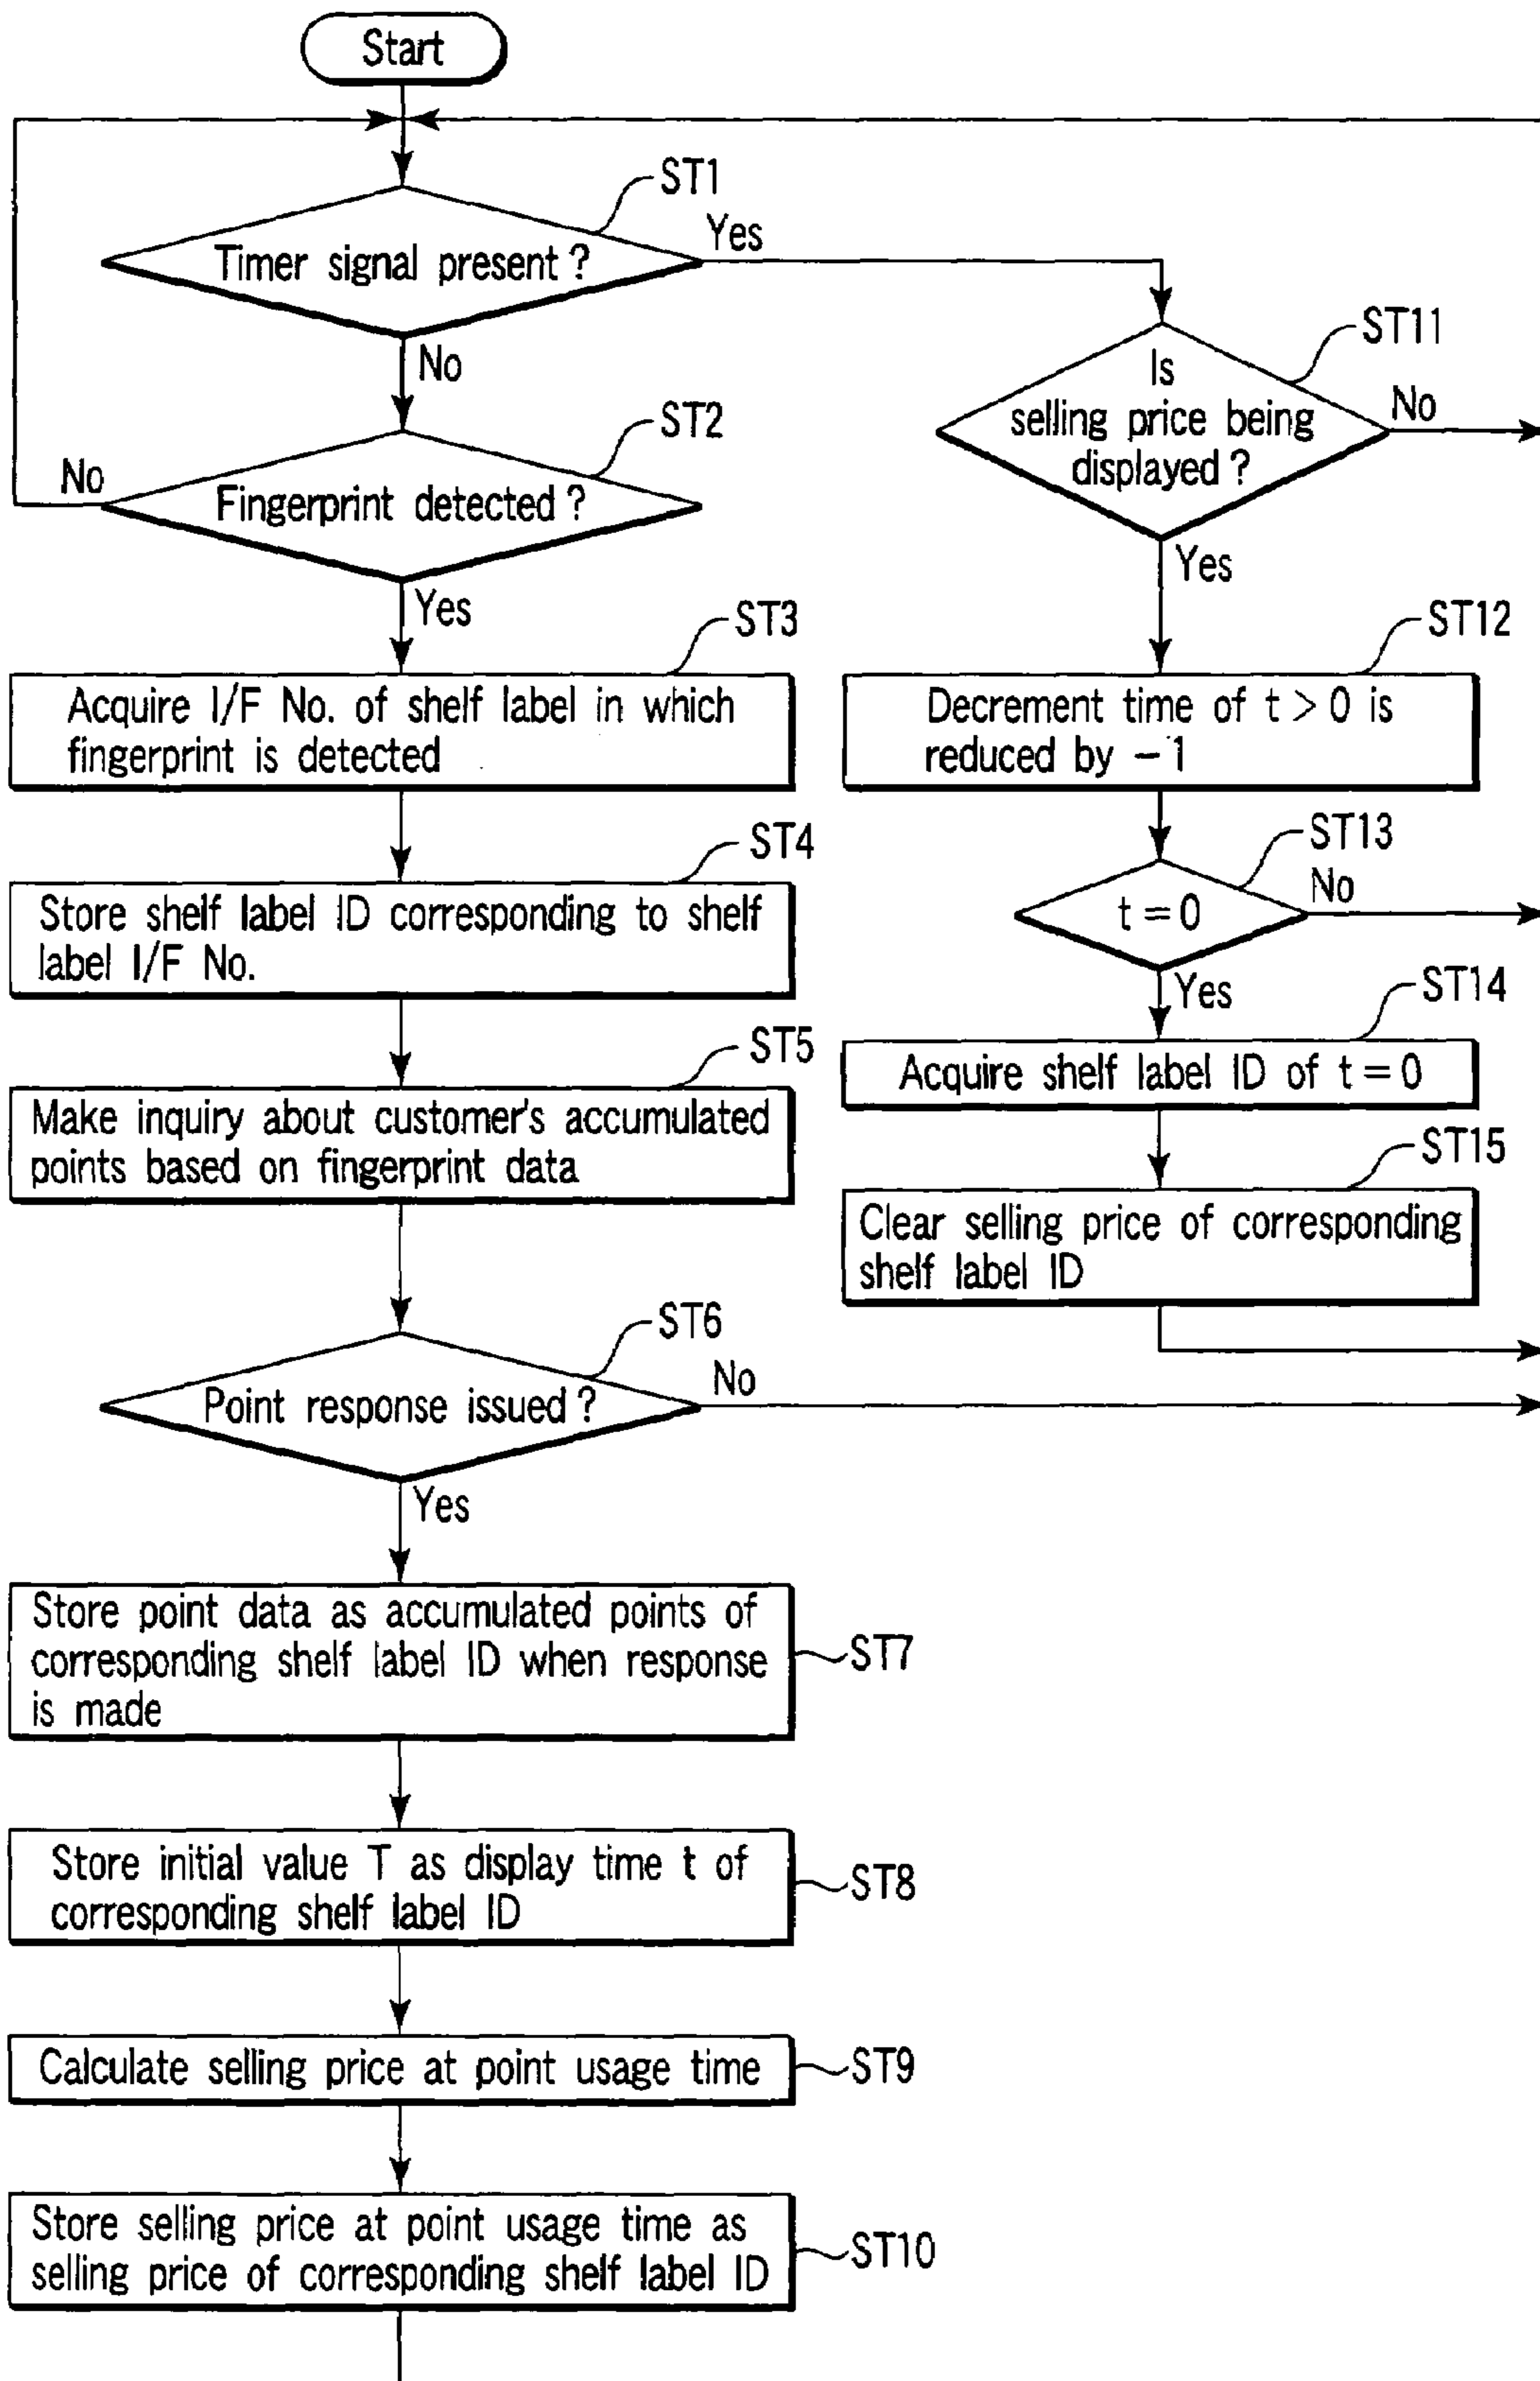 Start
ST1
Timer signal present ?
Yes
No
ST2
Fingerprint detected ?
No
Yes
ST3
Acquire I/F No. of shelf label in which
fingerprint is detected
ST4
Store shelf label ID corresponding to shelf
label I/F No.
ST5
Make inquiry about customer's accumulated
points based on fingerprint data
ST6
Point response issued ?
No
Yes
Store point data as accumulated points of
corresponding shelf label ID when response
is made
ST7
Store initial value T as display time t of
corresponding shelf label ID
ST8
Calculate selling price at point usage time
ST9
Store selling price at point usage time as
selling price of corresponding shelf label ID
ST10
ST11
Is
selling price being
displayed ?
No
Yes
ST12
Decrement time of t > 0 is
reduced by – 1
ST13
t = 0
No
Yes
ST14
Acquire shelf label ID of t = 0
ST15
Clear selling price of corresponding
shelf label ID